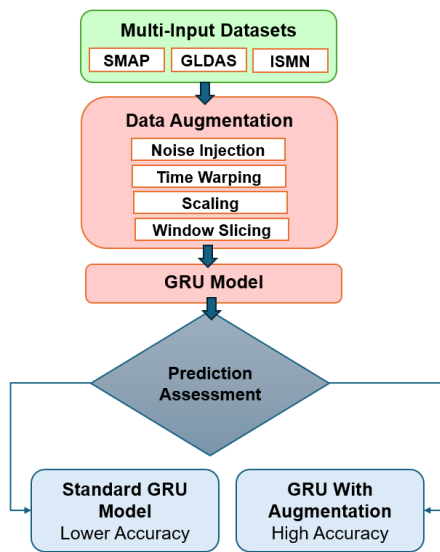 Multi-Input Datasets
SMAP GLDAS ISMN
Data Augmentation
Noise Injection
Time Warping
Scaling
Window Slicing
GRU Model
Prediction
Assessment
Standard GRU
Model
Lower Accuracy
GRU With
Augmentation
High Accuracy